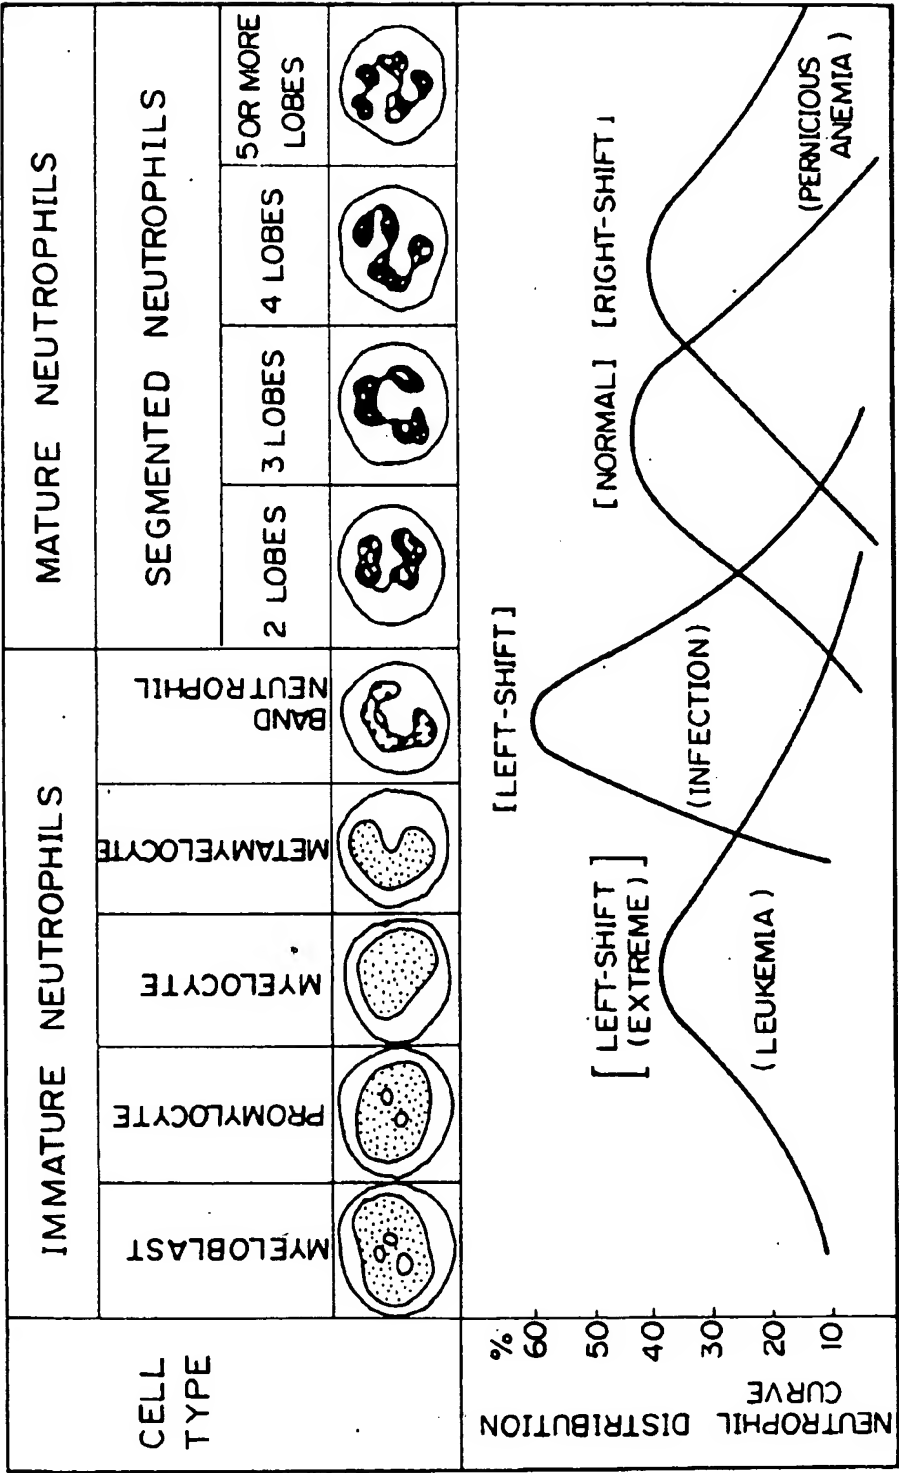 CELL
TYPE
IMMATURE NEUTROPHILS
MATURE NEUTROPHILS
SEGMENTED NEUTROPHILS
MYELOBLAST
PROMYLOCYTE
MYELOCYTE
METAMYELOCYTE
BAND
NEUTROPHIL
2 LOBES
3 LOBES
4 LOBES
5 OR MORE
LOBES
NEUTROPHIL DISTRIBUTION
CURVE
%
60
50
40
30
20
10
[LEFT-SHIFT
(EXTREME)]
(LEUKEMIA)
[LEFT-SHIFT]
(INFECTION)
[NORMAL]
[RIGHT-SHIFT]
(PERNICIOUS
ANEMIA)